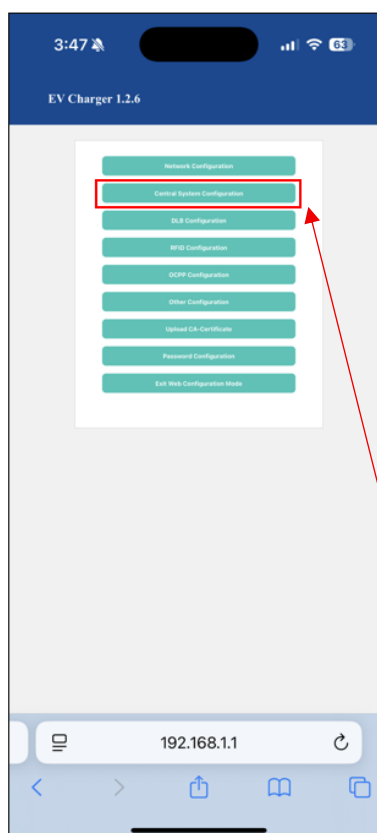 3:47
63
EV Charger 1.2.6
Network Configuration
Central System Configuration
DLB Configuration
RFID Configuration
OCPP Configuration
Other Configuration
Upload CA-Certificate
Password Configuration
Exit Web Configuration Mode
192.168.1.1